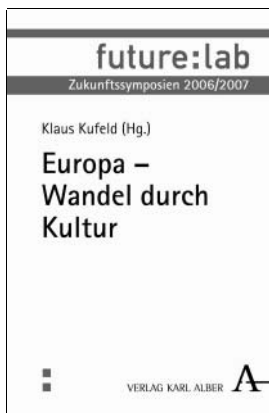 future:lab
Zukunftssymposien 2006/2007
Klaus Kufeld (Hg.)
Europa –
Wandel durch
Kultur
VERLAG KARL ALBER A